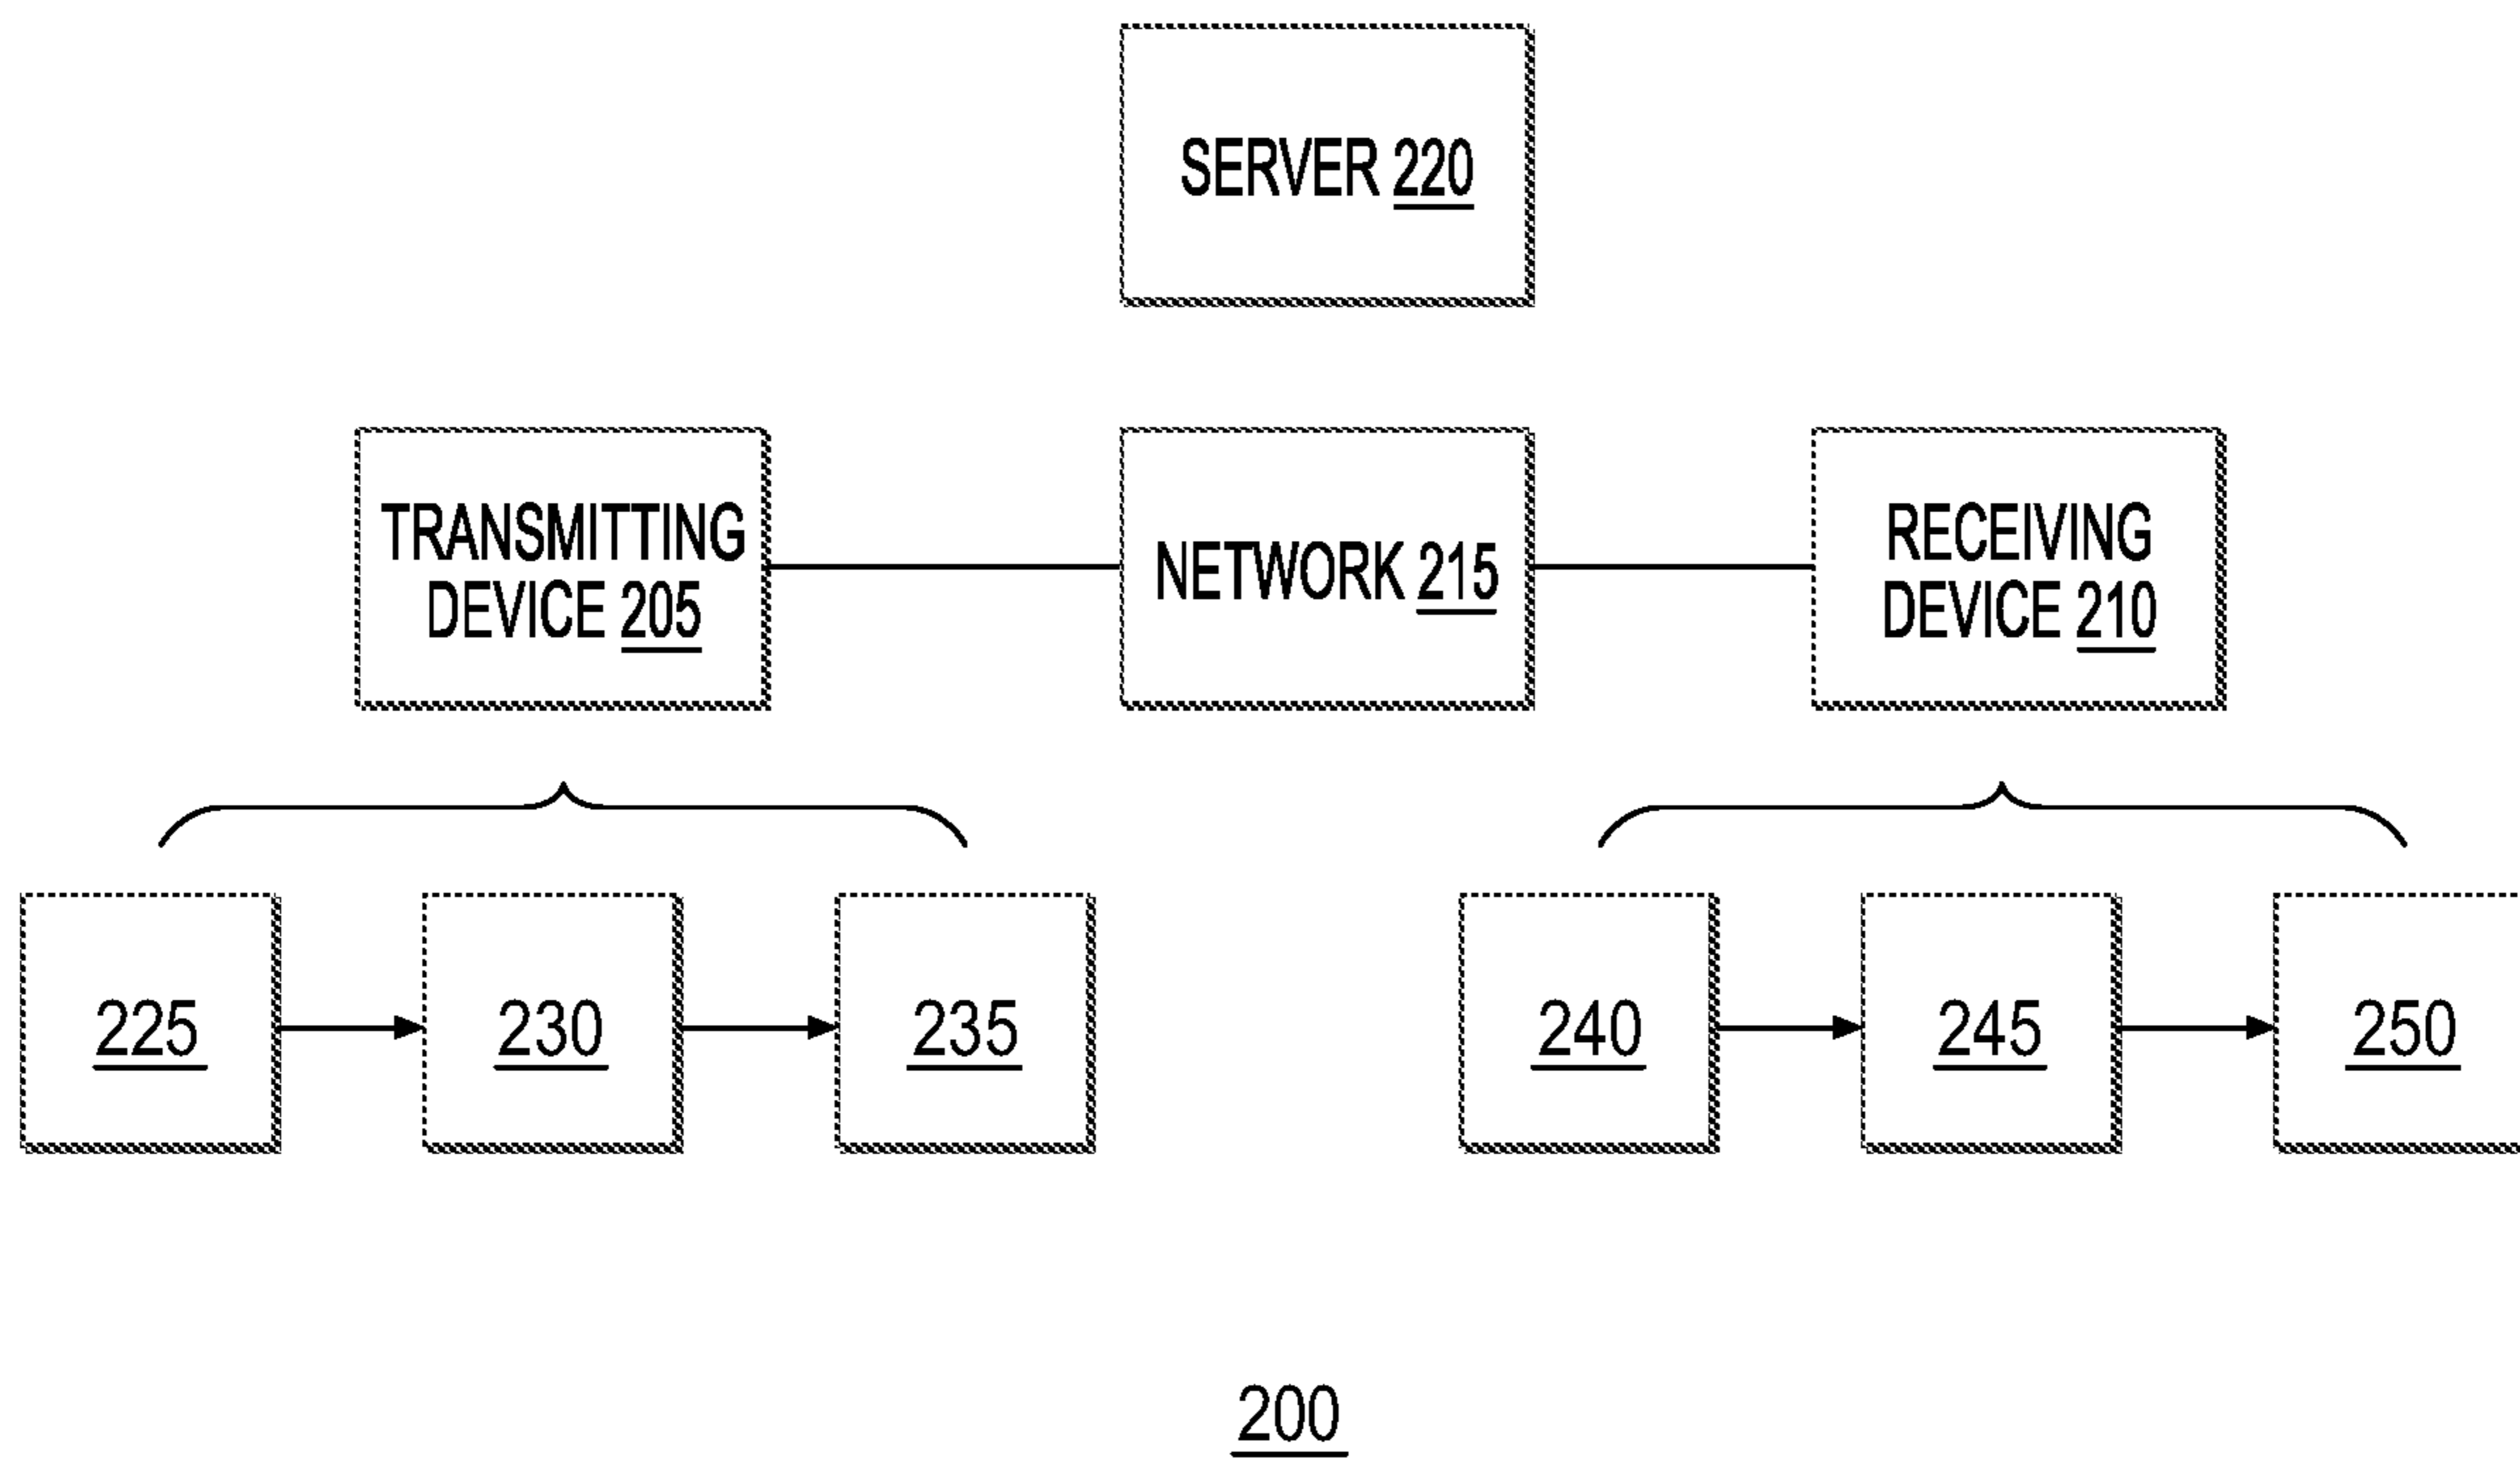 SERVER 220
TRANSMITTING
DEVICE 205
NETWORK 215
RECEIVING
DEVICE 210
225
230
235
240
245
250
200